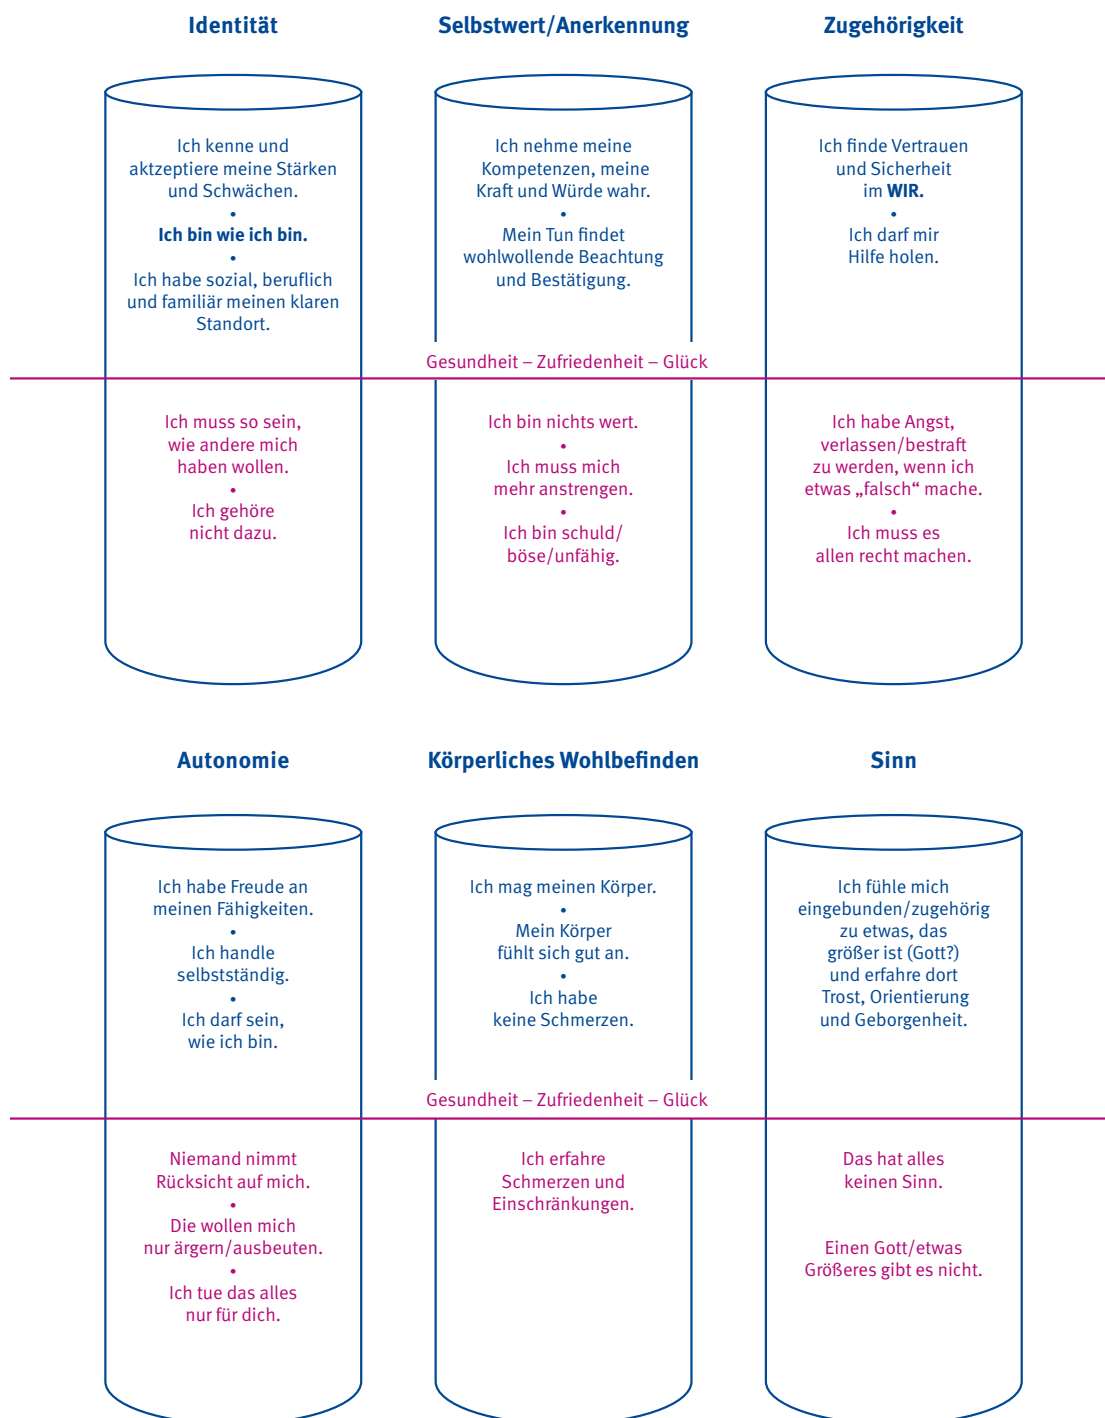 Identität
Selbstwert/Anerkennung
Zugehörigkeit
Ich kenne und
aktzeptiere meine Stärken
und Schwächen.
•
Ich bin wie ich bin.
•
Ich habe sozial, beruflich
und familiär meinen klaren
Standort.
Ich nehme meine
Kompetenzen, meine
Kraft und Würde wahr.
•
Mein Tun findet
wohlwollende Beachtung
und Bestätigung.
Ich finde Vertrauen
und Sicherheit
im WIR.
•
Ich darf mir
Hilfe holen.
Gesundheit – Zufriedenheit – Glück
Ich muss so sein,
wie andere mich
haben wollen.
•
Ich gehöre
nicht dazu.
Ich bin nichts wert.
•
Ich muss mich
mehr anstrengen.
•
Ich bin schuld/
böse/unfähig.
Ich habe Angst,
verlassen/bestraft
zu werden, wenn ich
etwas „falsch“ mache.
•
Ich muss es
allen recht machen.
Autonomie
Körperliches Wohlbefinden
Sinn
Ich habe Freude an
meinen Fähigkeiten.
•
Ich handle
selbstständig.
•
Ich darf sein,
wie ich bin.
Ich mag meinen Körper.
•
Mein Körper
fühlt sich gut an.
•
Ich habe
keine Schmerzen.
Ich fühle mich
eingebunden/zugehörig
zu etwas, das
größer ist (Gott?)
und erfahre dort
Trost, Orientierung
und Geborgenheit.
Gesundheit – Zufriedenheit – Glück
Niemand nimmt
Rücksicht auf mich.
•
Die wollen mich
nur ärgern/ausbeuten.
•
Ich tue das alles
nur für dich.
Ich erfahre
Schmerzen und
Einschränkungen.
Das hat alles
keinen Sinn.
Einen Gott/etwas
Größeres gibt es nicht.